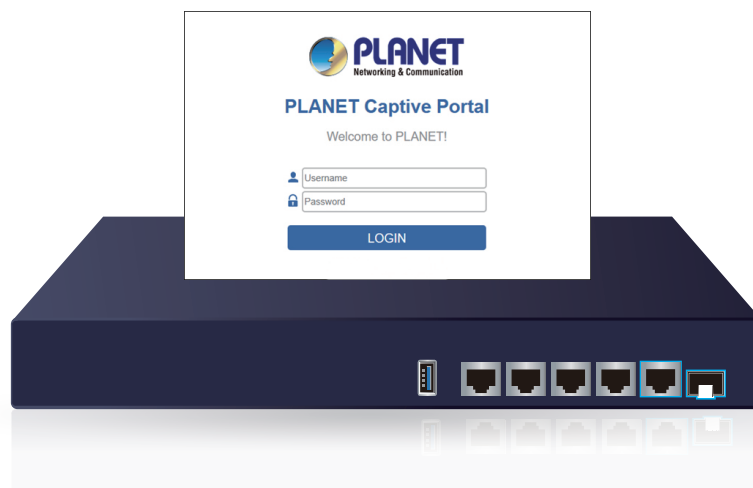 PLANET
Networking & Communication
PLANET Captive Portal
Welcome to PLANET!
Username
Password
LOGIN